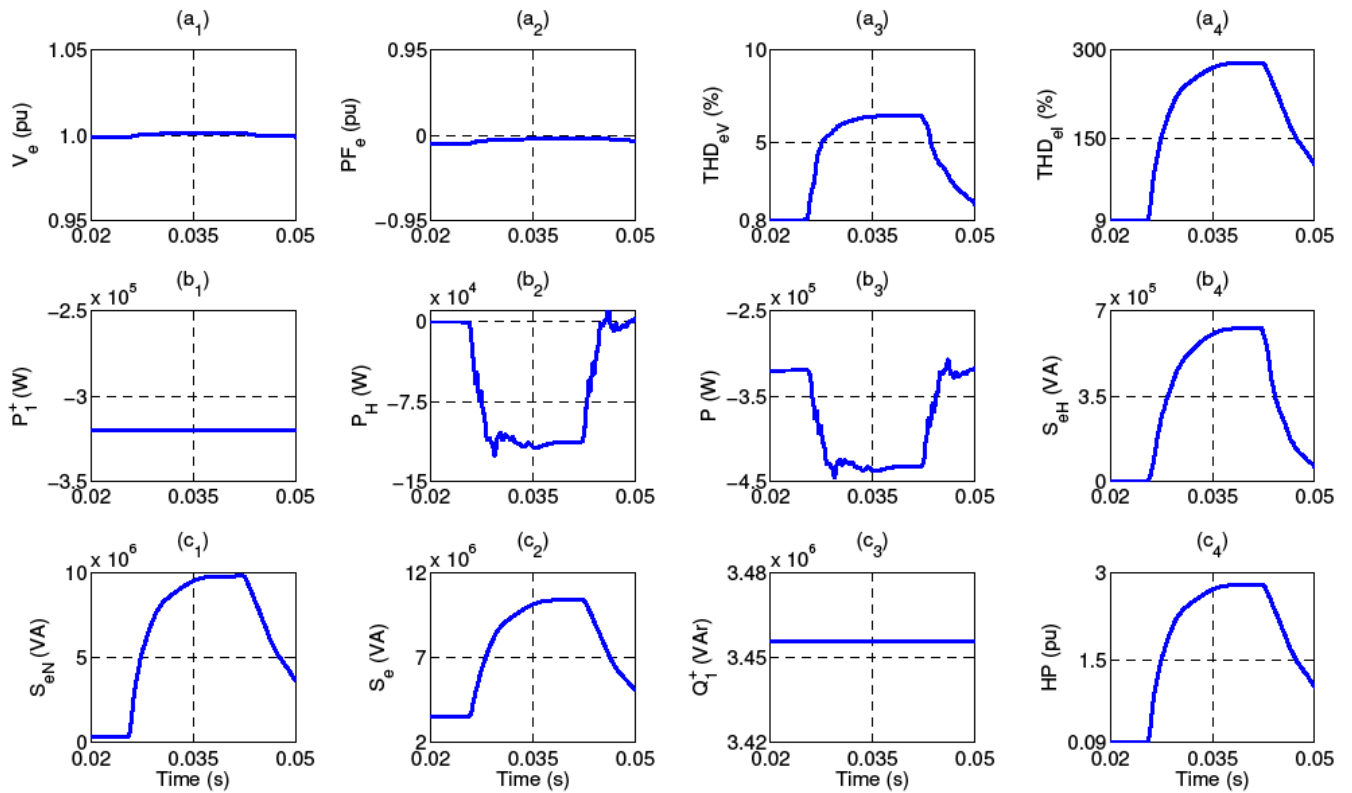 (a1) (a2) (a3) (a4)
1.05 0.95 10 300
Ve (pu) 1.0 PFe (pu) 0 THDeV (%) 5 THDeI (%) 150
0.95 −0.95 0.8 9
0.02 0.035 0.05 0.02 0.035 0.05 0.02 0.035 0.05 0.02 0.035 0.05
(b1) (b2) (b3) (b4)
x 10^5 x 10^4 x 10^5 x 10^5
−2.5 0 −2.5 7
P1+ (W) −3 PH (W) −7.5 P (W) −3.5 SeH (VA) 3.5
−3.5 −15 −4.5 0
0.02 0.035 0.05 0.02 0.035 0.05 0.02 0.035 0.05 0.02 0.035 0.05
(c1) (c2) (c3) (c4)
x 10^6 x 10^6 x 10^6
10 12 3.48 3
SeN (VA) 5 Se (VA) 7 Q1+ (VAr) 3.45 HP (pu) 1.5
0 2 3.42 0.09
0.02 0.035 0.05 0.02 0.035 0.05 0.02 0.035 0.05 0.02 0.035 0.05
Time (s) Time (s) Time (s) Time (s)